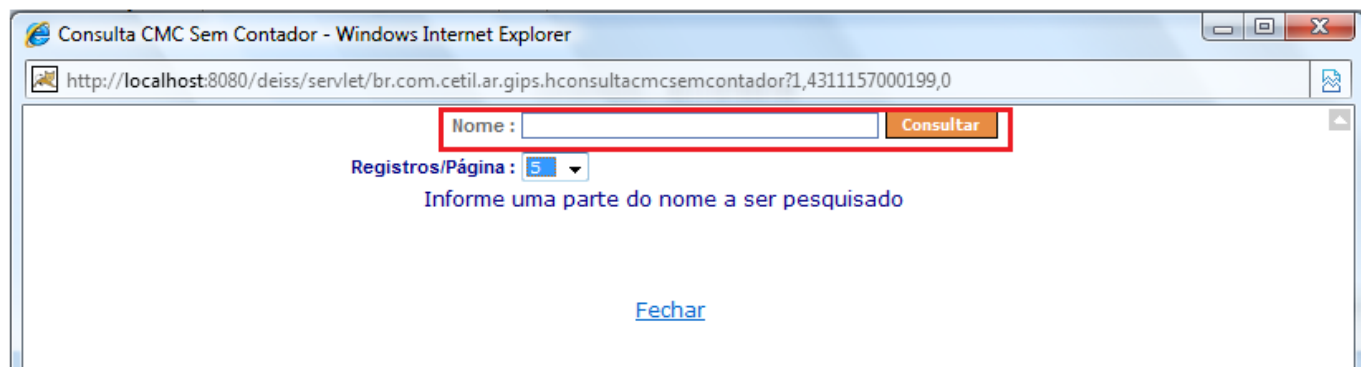 Consulta CMC Sem Contador - Windows Internet Explorer
http://localhost:8080/deiss/servlet/br.com.cetil.ar.gips.hconsultacmcsemcontador?1,4311157000199,0
Nome : Consultar
Registros/Página : 5
Informe uma parte do nome a ser pesquisado
Fechar